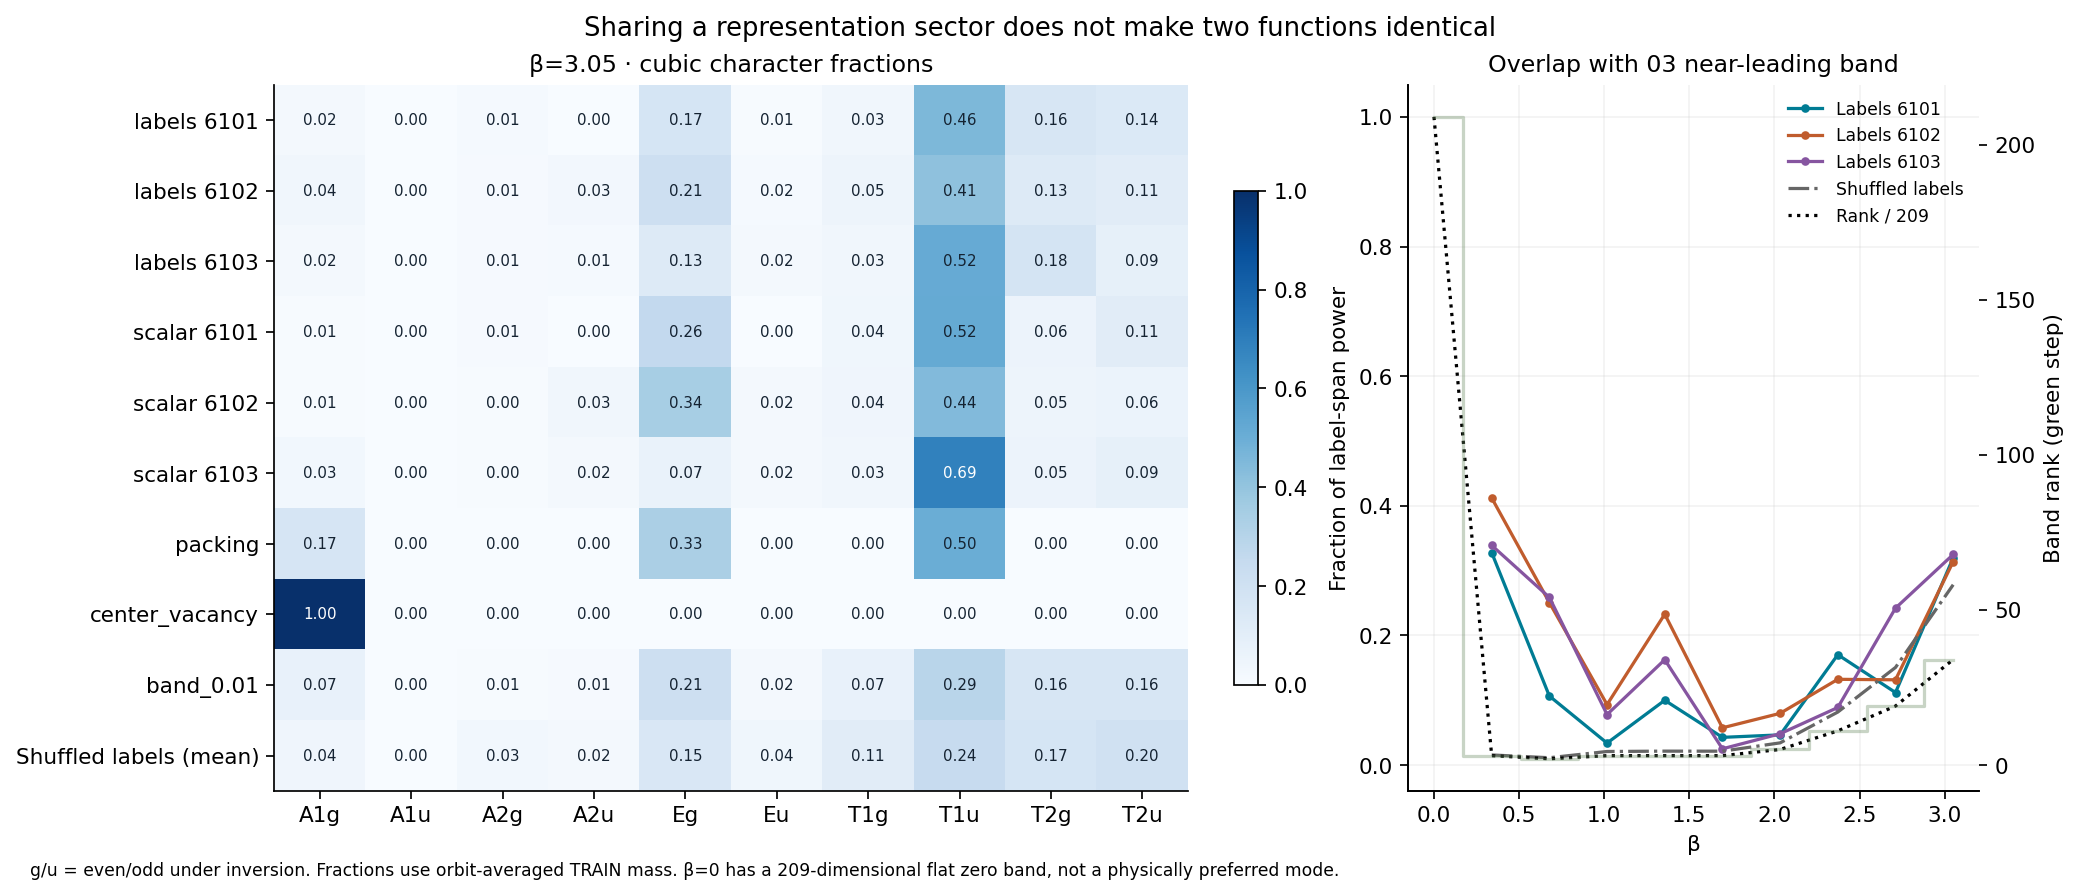 Sharing a representation sector does not make two functions identical
β=3.05 · cubic character fractions
labels 6101 0.02 0.00 0.01 0.00 0.17 0.01 0.03 0.46 0.16 0.14
labels 6102 0.04 0.00 0.01 0.03 0.21 0.02 0.05 0.41 0.13 0.11
labels 6103 0.02 0.00 0.01 0.01 0.13 0.02 0.03 0.52 0.18 0.09
scalar 6101 0.01 0.00 0.01 0.00 0.26 0.00 0.04 0.52 0.06 0.11
scalar 6102 0.01 0.00 0.00 0.03 0.34 0.02 0.04 0.44 0.05 0.06
scalar 6103 0.03 0.00 0.00 0.02 0.07 0.02 0.03 0.69 0.05 0.09
packing 0.17 0.00 0.00 0.00 0.33 0.00 0.00 0.50 0.00 0.00
center_vacancy 1.00 0.00 0.00 0.00 0.00 0.00 0.00 0.00 0.00 0.00
band_0.01 0.07 0.00 0.01 0.01 0.21 0.02 0.07 0.29 0.16 0.16
Shuffled labels (mean) 0.04 0.00 0.03 0.02 0.15 0.04 0.11 0.24 0.17 0.20
A1g A1u A2g A2u Eg Eu T1g T1u T2g T2u
1.0
0.8
0.6
0.4
0.2
0.0
Overlap with 03 near-leading band
Fraction of label-span power
1.0
0.8
0.6
0.4
0.2
0.0
Labels 6101
Labels 6102
Labels 6103
Shuffled labels
Rank / 209
200
150
100
50
0
Band rank (green step)
0.0 0.5 1.0 1.5 2.0 2.5 3.0
β
g/u = even/odd under inversion. Fractions use orbit-averaged TRAIN mass. β=0 has a 209-dimensional flat zero band, not a physically preferred mode.